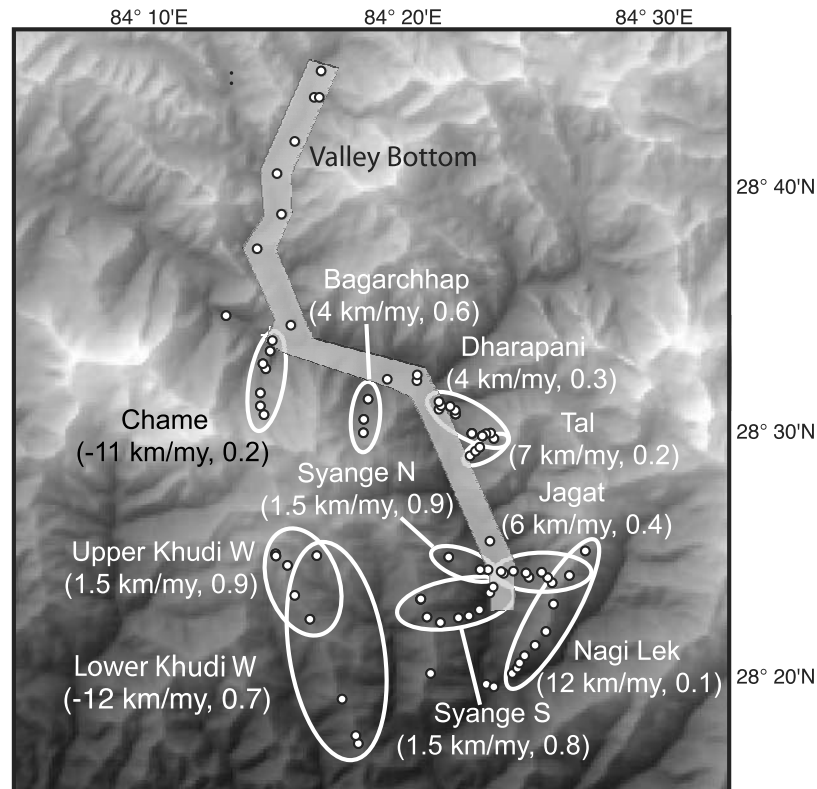 84° 10'E 84° 20'E 84° 30'E
Valley Bottom
28° 40'N
Bagarchhap
(4 km/my, 0.6)
Dharapani
(4 km/my, 0.3)
Chame
(-11 km/my, 0.2)
Tal
(7 km/my, 0.2)
28° 30'N
Syange N
(1.5 km/my, 0.9)
Jagat
(6 km/my, 0.4)
Upper Khudi W
(1.5 km/my, 0.9)
Lower Khudi W
(-12 km/my, 0.7)
Nagi Lek
(12 km/my, 0.1)
28° 20'N
Syange S
(1.5 km/my, 0.8)